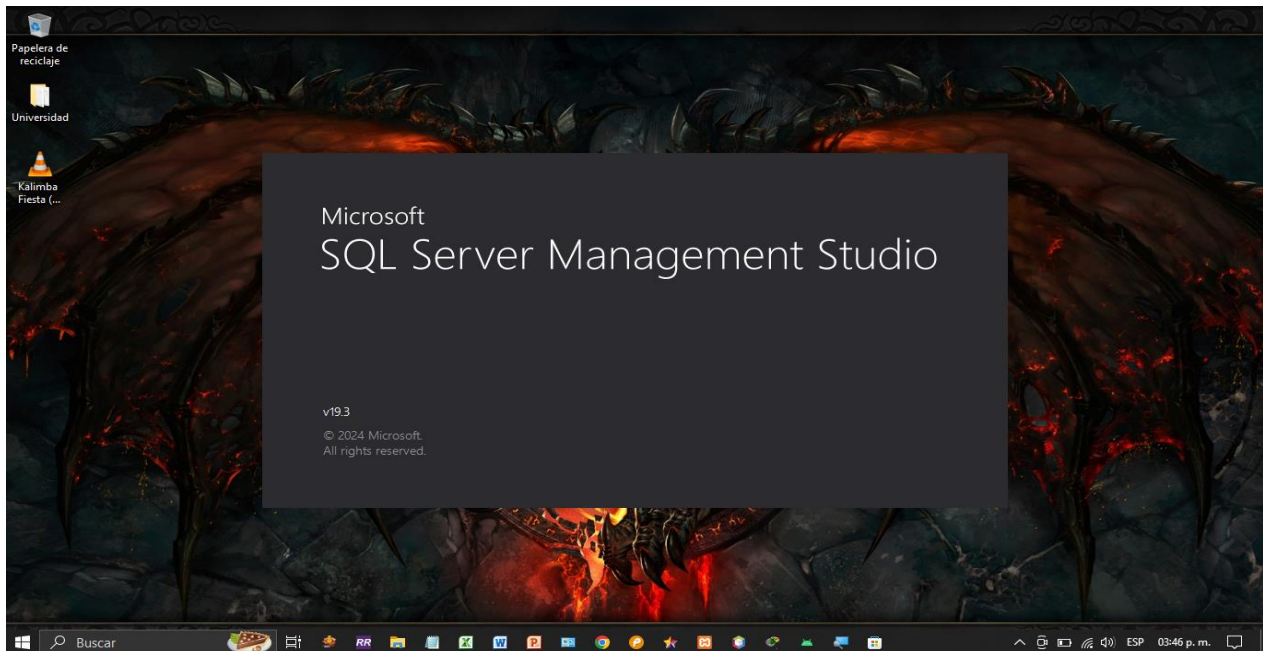 Papelera de
reciclaje
Universidad
Kalimba
Fiesta (...
Microsoft
SQL Server Management Studio
v19.3
© 2024 Microsoft.
All rights reserved.
Buscar
RR
ESP
03:46 p. m.